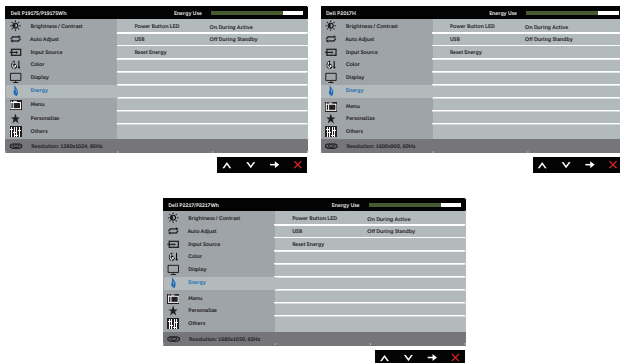 Dell P1917S/P1917SWh Energy Use
Brightness / Contrast Power Button LED On During Active
Auto Adjust USB Off During Standby
Input Source Reset Energy
Color
Display
Energy
Menu
Personalize
Others
Resolution: 1280x1024, 60Hz
Dell P2017H Energy Use
Brightness / Contrast Power Button LED On During Active
Auto Adjust USB Off During Standby
Input Source Reset Energy
Color
Display
Energy
Menu
Personalize
Others
Resolution: 1600x900, 60Hz
Dell P2217/P2217Wh Energy Use
Brightness / Contrast Power Button LED On During Active
Auto Adjust USB Off During Standby
Input Source Reset Energy
Color
Display
Energy
Menu
Personalize
Others
Resolution: 1680x1050, 60Hz